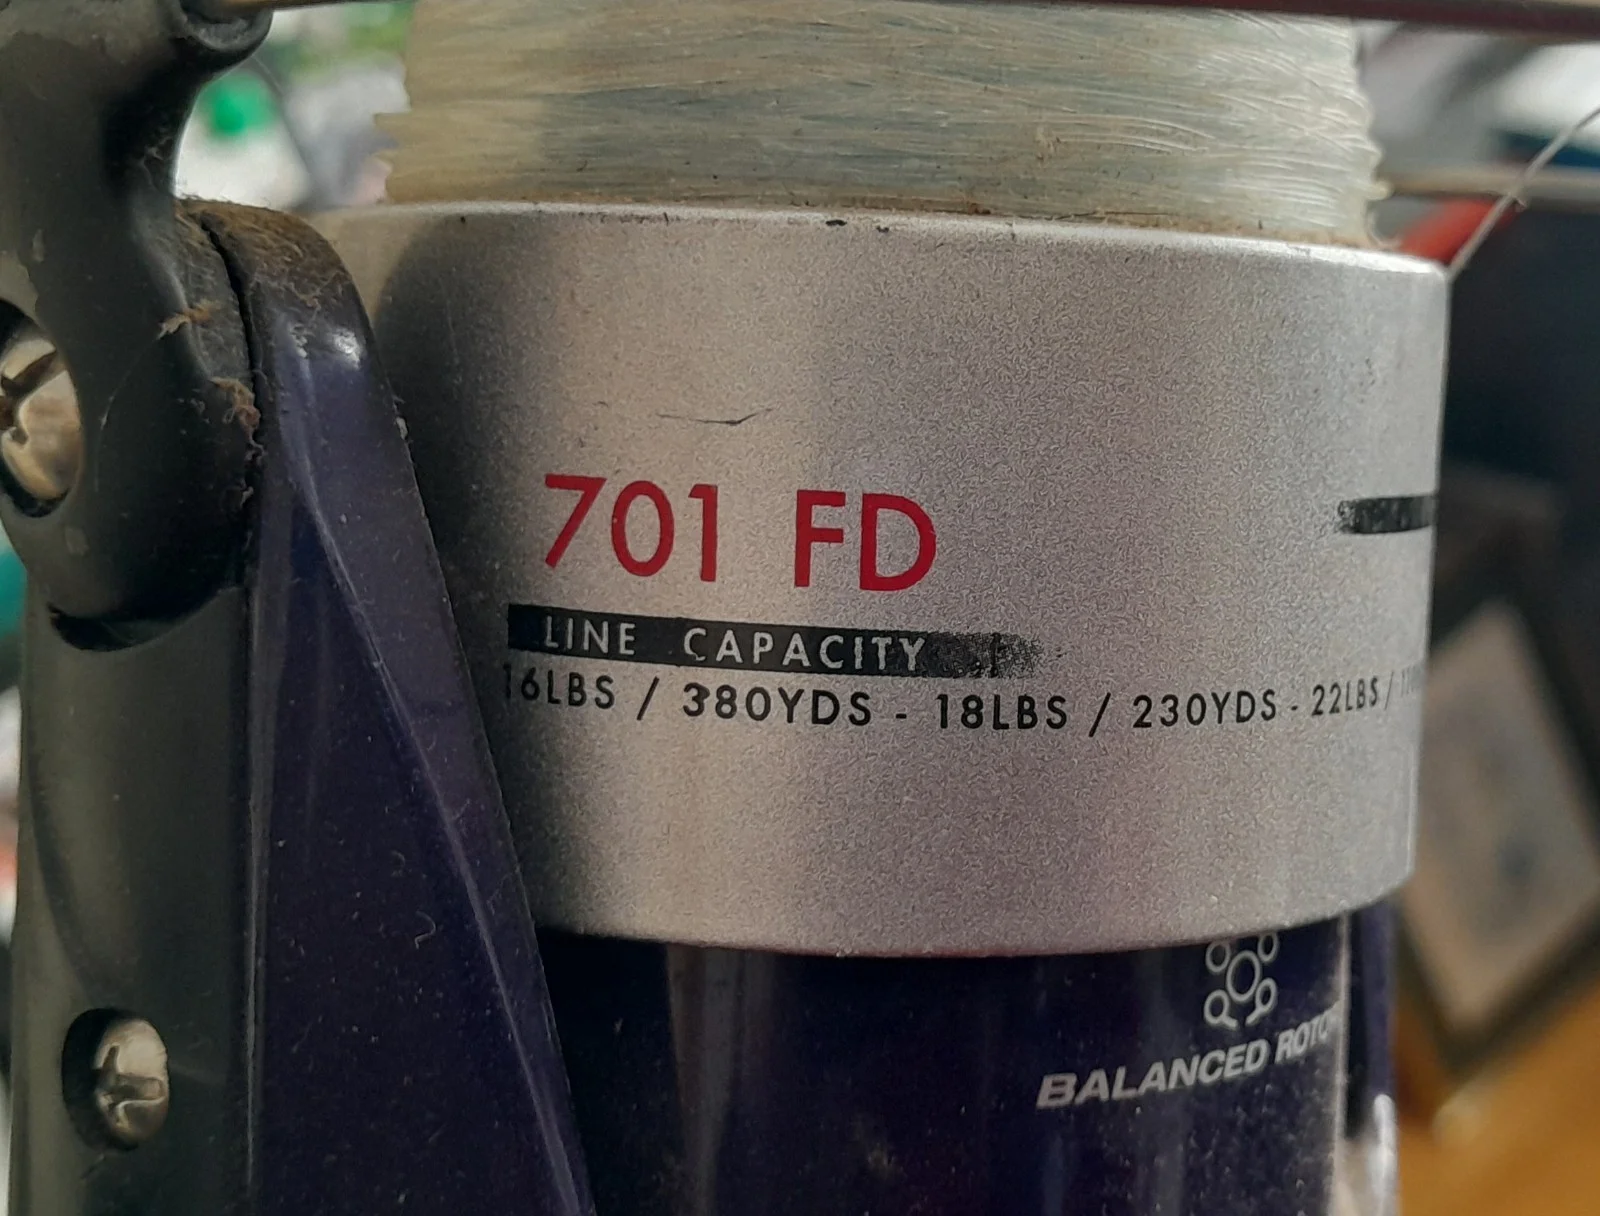 701 FD
LINE CAPACITY
16LBS / 380YDS - 18LBS / 230YDS - 22LBS /
BALANCED